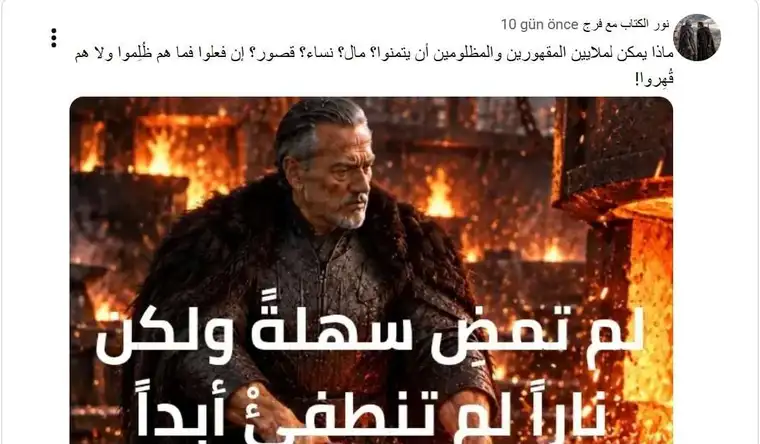 نور الكتاب مع فرج 10 gün önce
ماذا يمكن لملايين المقهورين والمظلومين أن يتمنوا؟ مال؟ نساء؟ قصور؟ إن فعلوا فما هم ظُلِموا ولا هم
قُهِروا!
لم تمضِ سهلةً ولكن
ناراً لم تنطفئْ أبداً